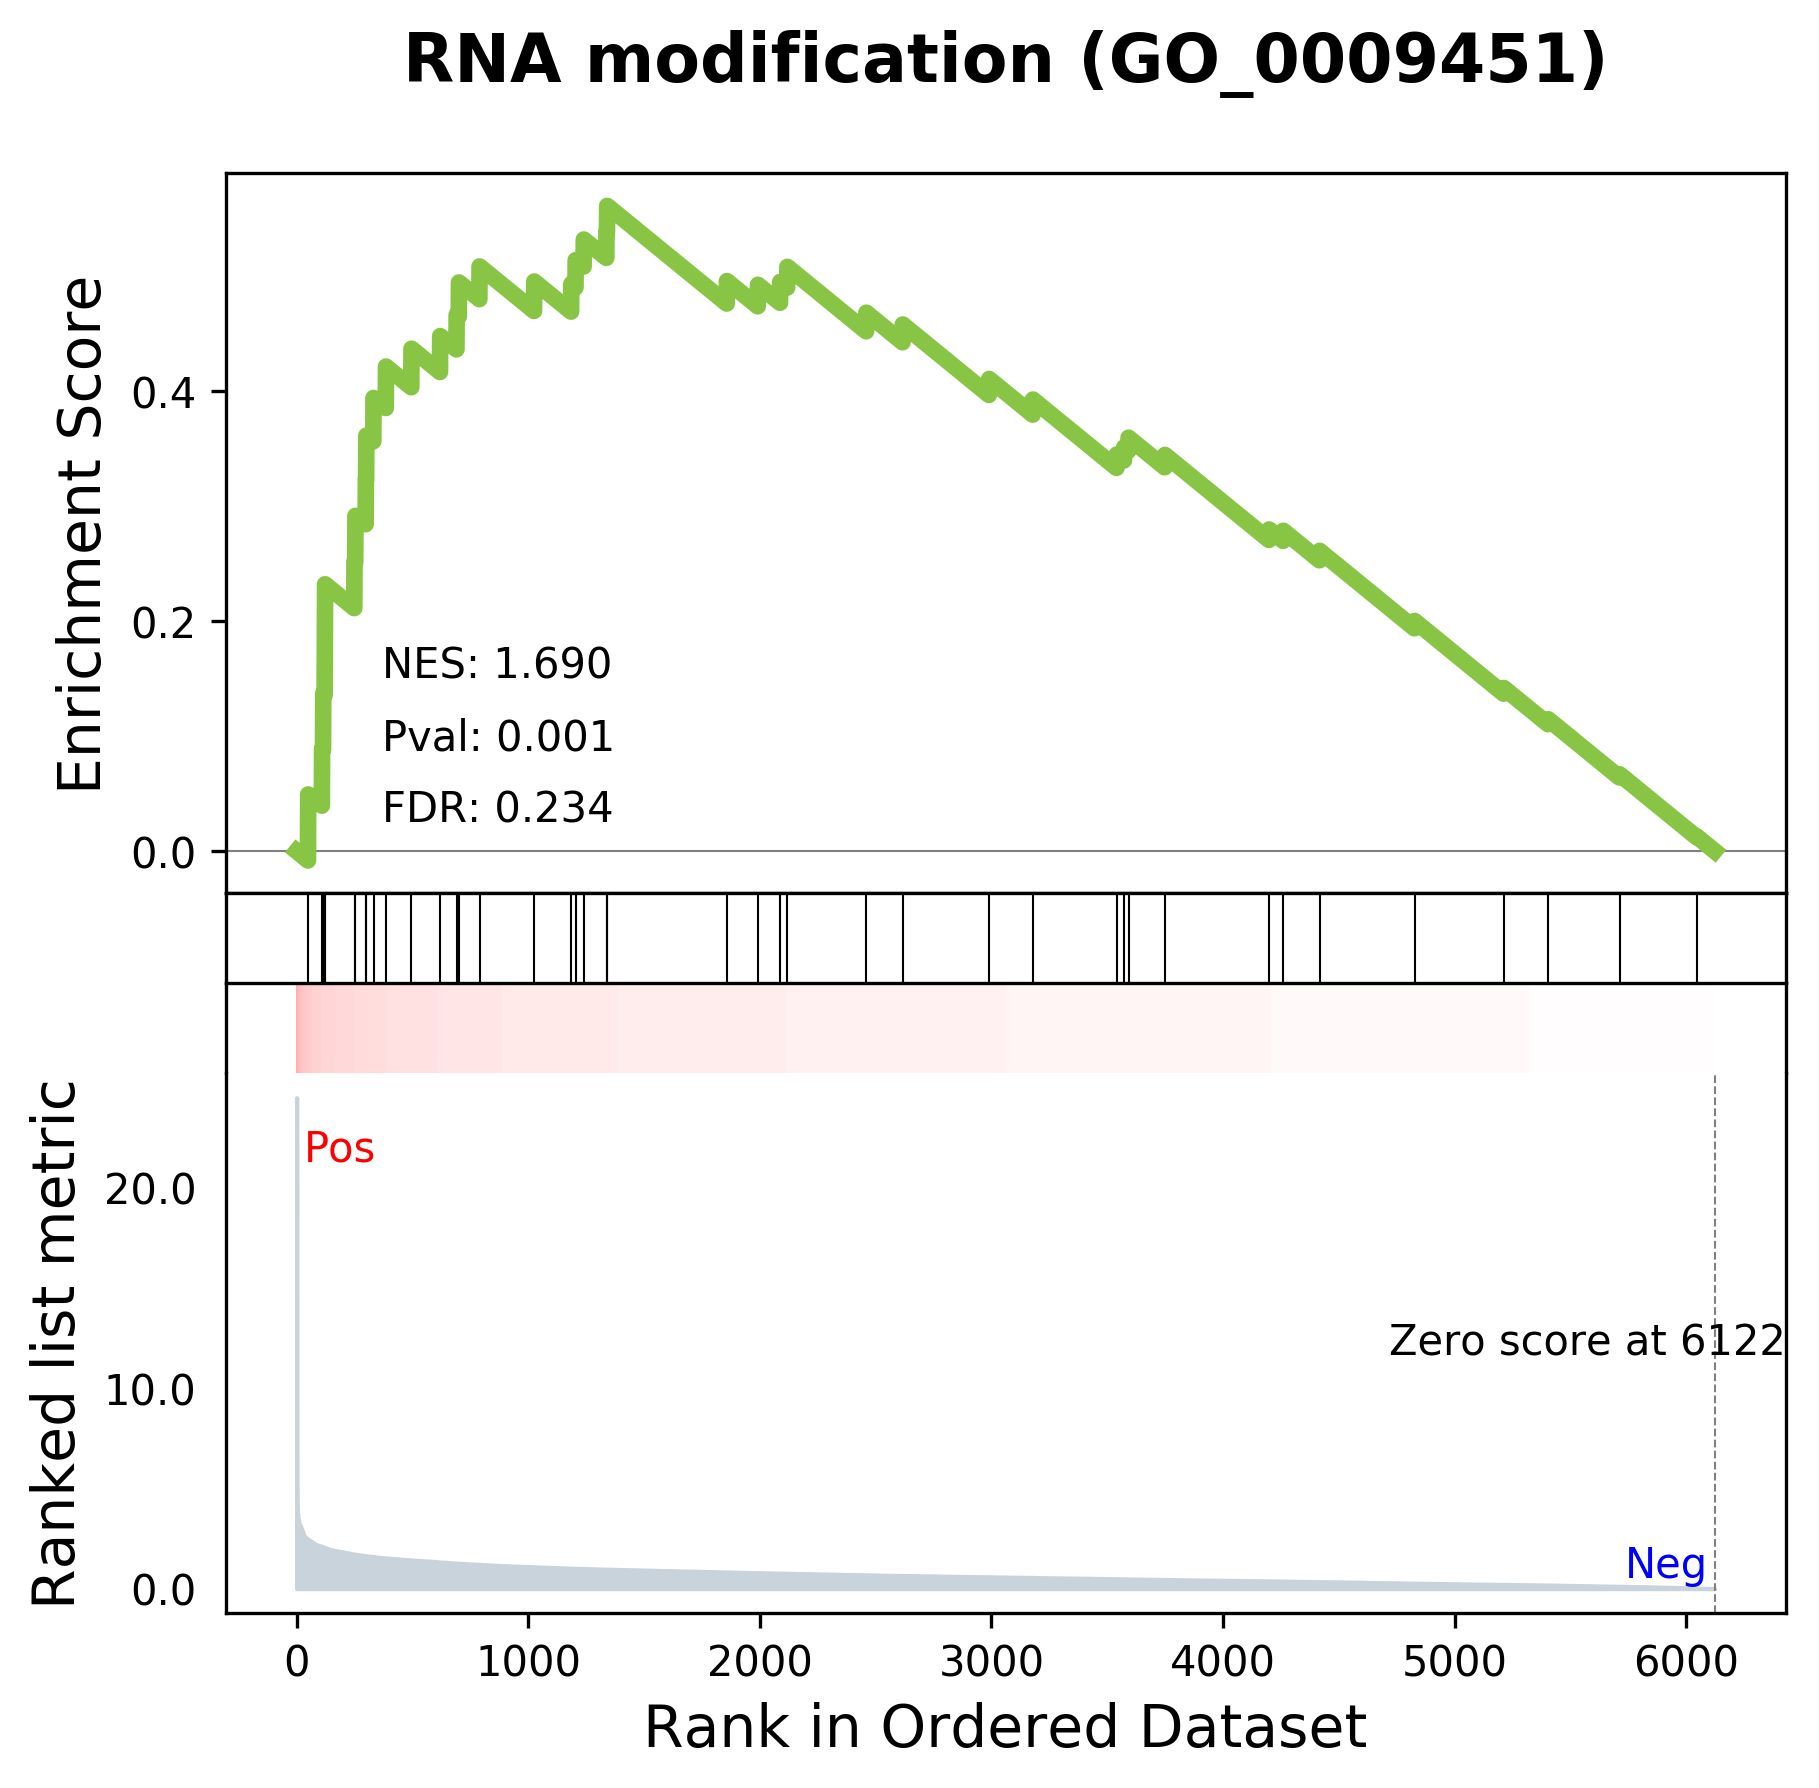 RNA modification (GO_0009451)
Enrichment Score
0.4
0.2
0.0
NES: 1.690
Pval: 0.001
FDR: 0.234
Ranked list metric
20.0
10.0
0.0
Pos
Zero score at 6122
Neg
0 1000 2000 3000 4000 5000 6000
Rank in Ordered Dataset